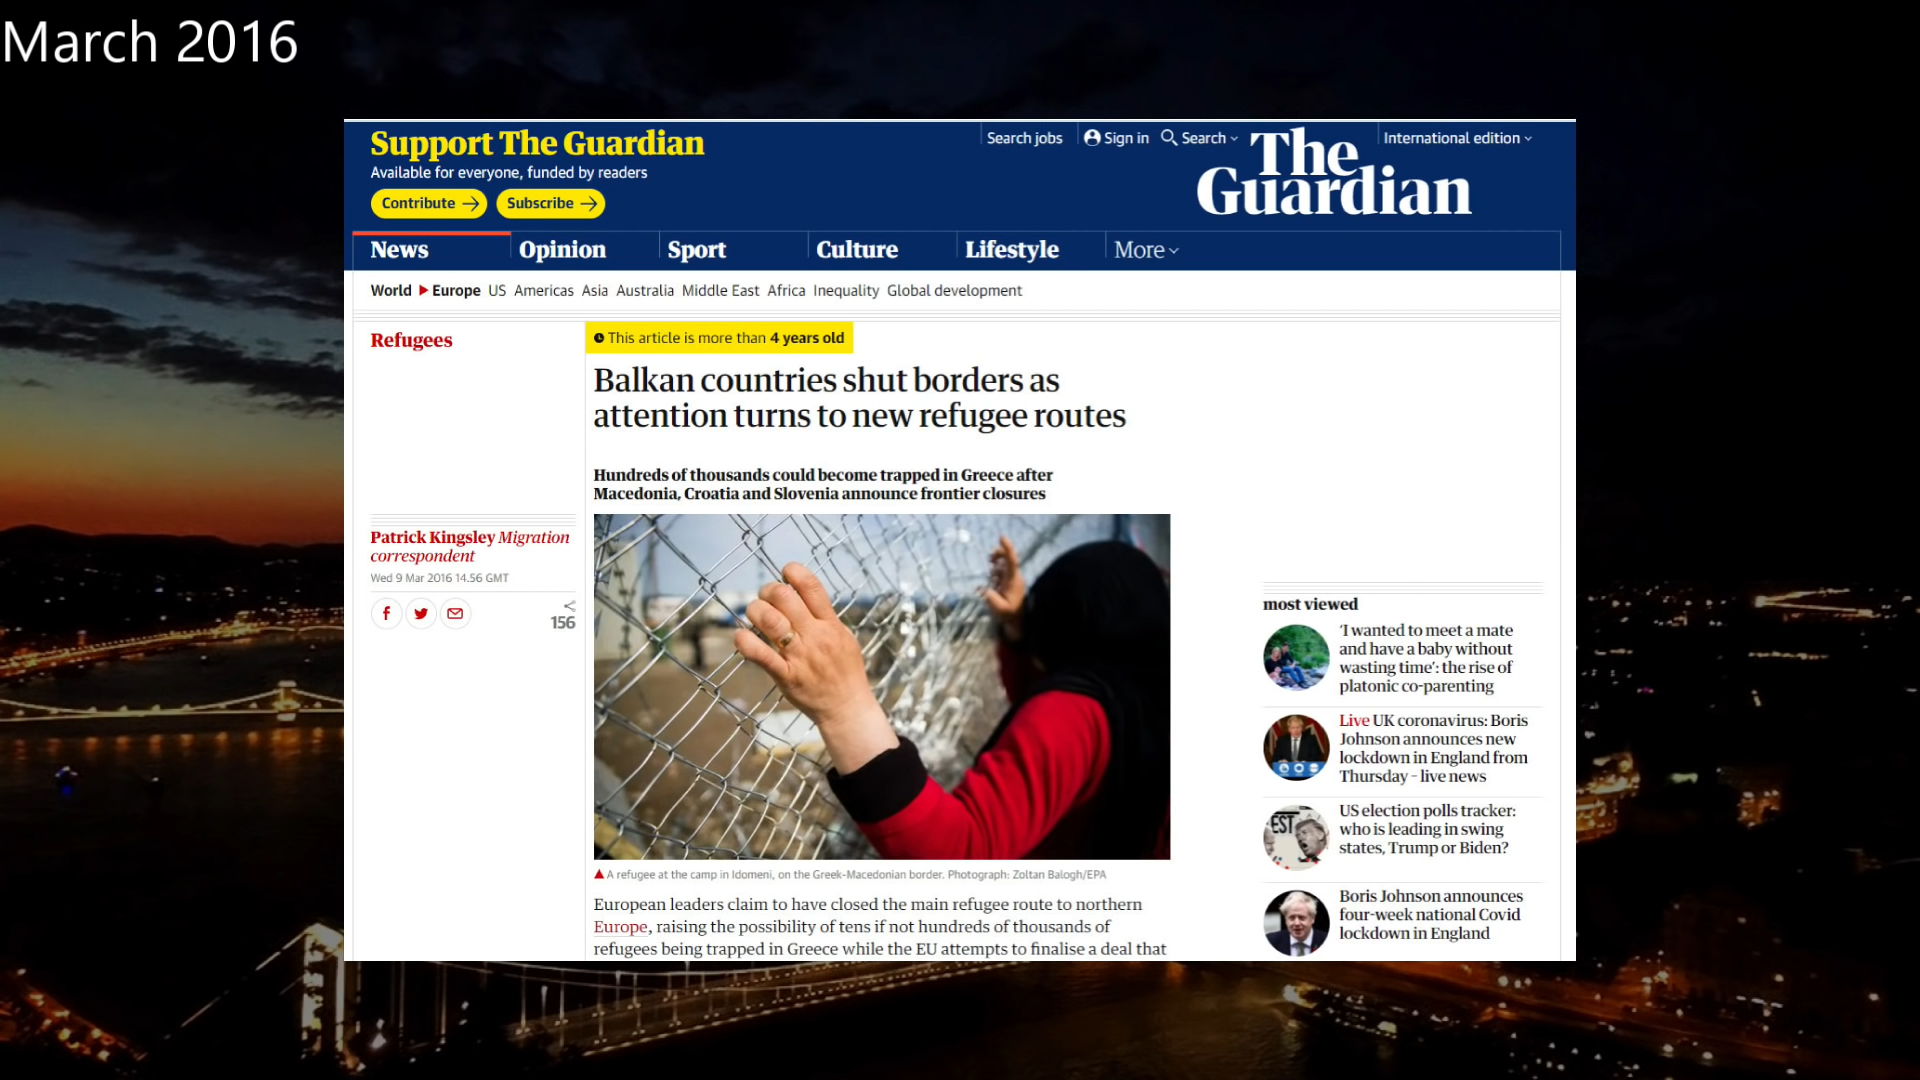 March 2016
Support The Guardian
Available for everyone, funded by readers
Contribute
Subscribe
Search jobs
Sign in
Search
International edition
The
Guardian
News
Opinion
Sport
Culture
Lifestyle
More
World
Europe
US
Americas
Asia
Australia
Middle East
Africa
Inequality
Global development
Refugees
This article is more than 4 years old
Balkan countries shut borders as
attention turns to new refugee routes
Hundreds of thousands could become trapped in Greece after
Macedonia, Croatia and Slovenia announce frontier closures
Patrick Kingsley Migration
correspondent
Wed 9 Mar 2016 14.56 GMT
156
A refugee at the camp in Idomeni, on the Greek-Macedonian border. Photograph: Zoltan Balogh/EPA
European leaders claim to have closed the main refugee route to northern
Europe, raising the possibility of tens if not hundreds of thousands of
refugees being trapped in Greece while the EU attempts to finalise a deal that
most viewed
‘I wanted to meet a mate
and have a baby without
wasting time’: the rise of
platonic co-parenting
Live UK coronavirus: Boris
Johnson announces new
lockdown in England from
Thursday – live news
EST
US election polls tracker:
who is leading in swing
states, Trump or Biden?
Boris Johnson announces
four-week national Covid
lockdown in England